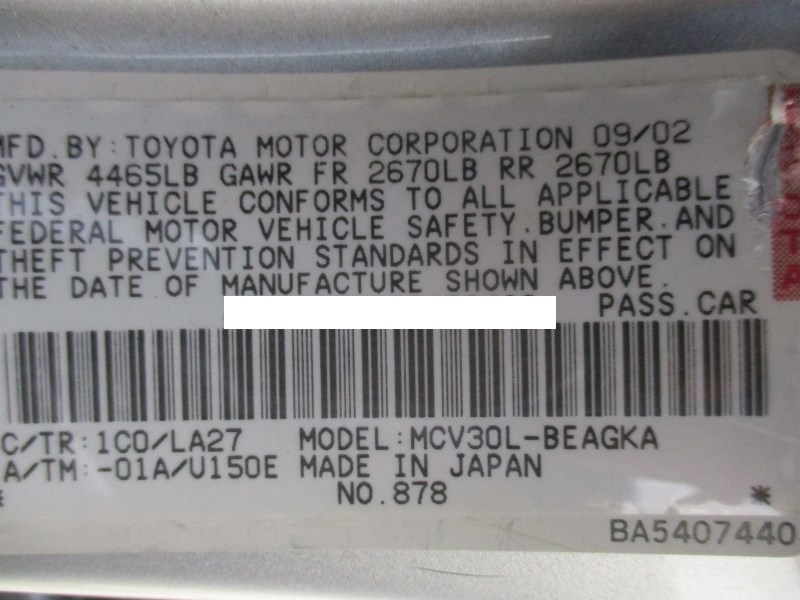 MFD. BY: TOYOTA MOTOR CORPORATION 09/02
GVWR 4465LB GAWR FR 2670LB RR 2670LB
THIS VEHICLE CONFORMS TO ALL APPLICABLE
FEDERAL MOTOR VEHICLE SAFETY. BUMPER. AND
THEFT PREVENTION STANDARDS IN EFFECT ON
THE DATE OF MANUFACTURE SHOWN ABOVE.
PASS. CAR
C/TR: 1C0/LA27 MODEL: MCV30L-BEAGKA
A/TM: -01A/U150E MADE IN JAPAN
* NO. 878 *
BA5407440